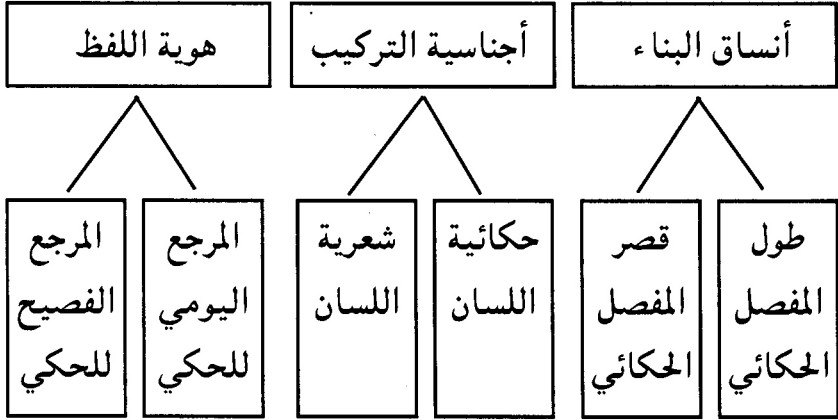 أنساق البناء
أجناسية التركيب
هوية اللفظ
طول
المفصل
الحكائي
قصر
المفصل
الحكائي
حكائية
اللسان
شعرية
اللسان
المرجع
اليومي
للحكي
المرجع
الفصيح
للحكي